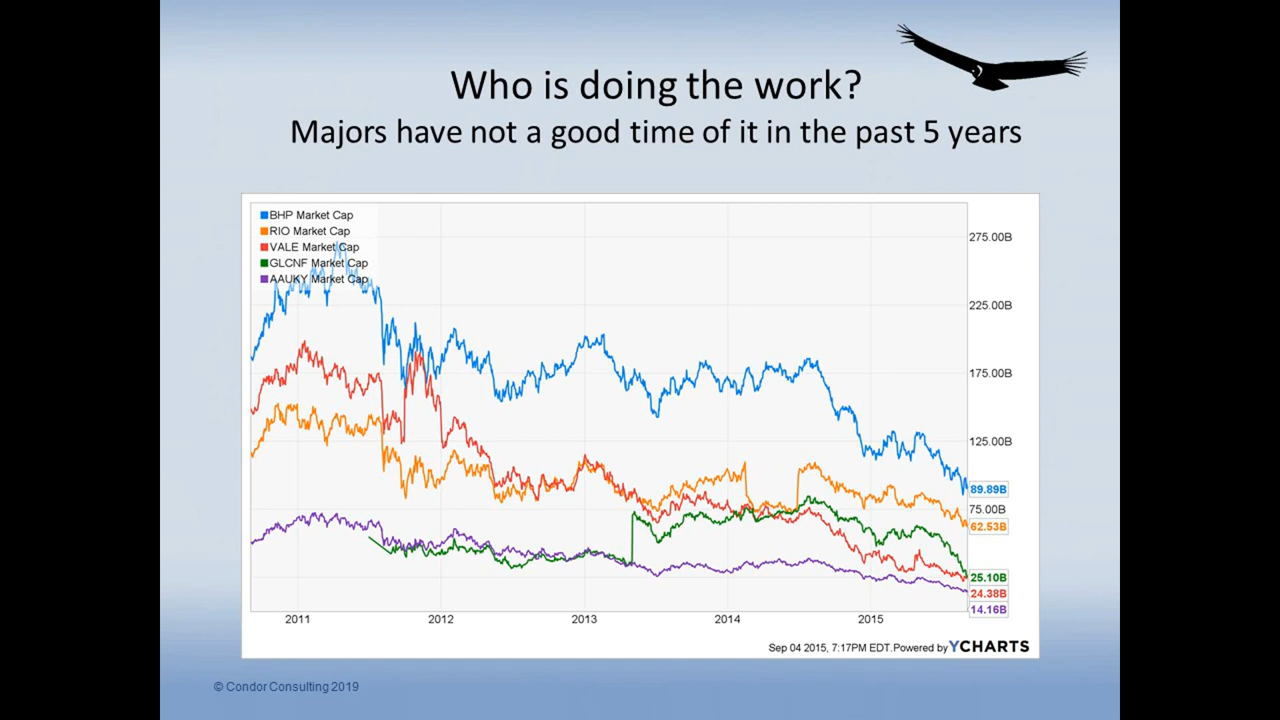 Who is doing the work?
Majors have not a good time of it in the past 5 years
BHP Market Cap
RIO Market Cap
VALE Market Cap
GLCNF Market Cap
AAUKY Market Cap
275.00B
225.00B
175.00B
125.00B
89.89B
75.00B
62.53B
25.10B
24.38B
14.16B
2011 2012 2013 2014 2015
Sep 04 2015, 7:17PM EDT. Powered by YCHARTS
© Condor Consulting 2019